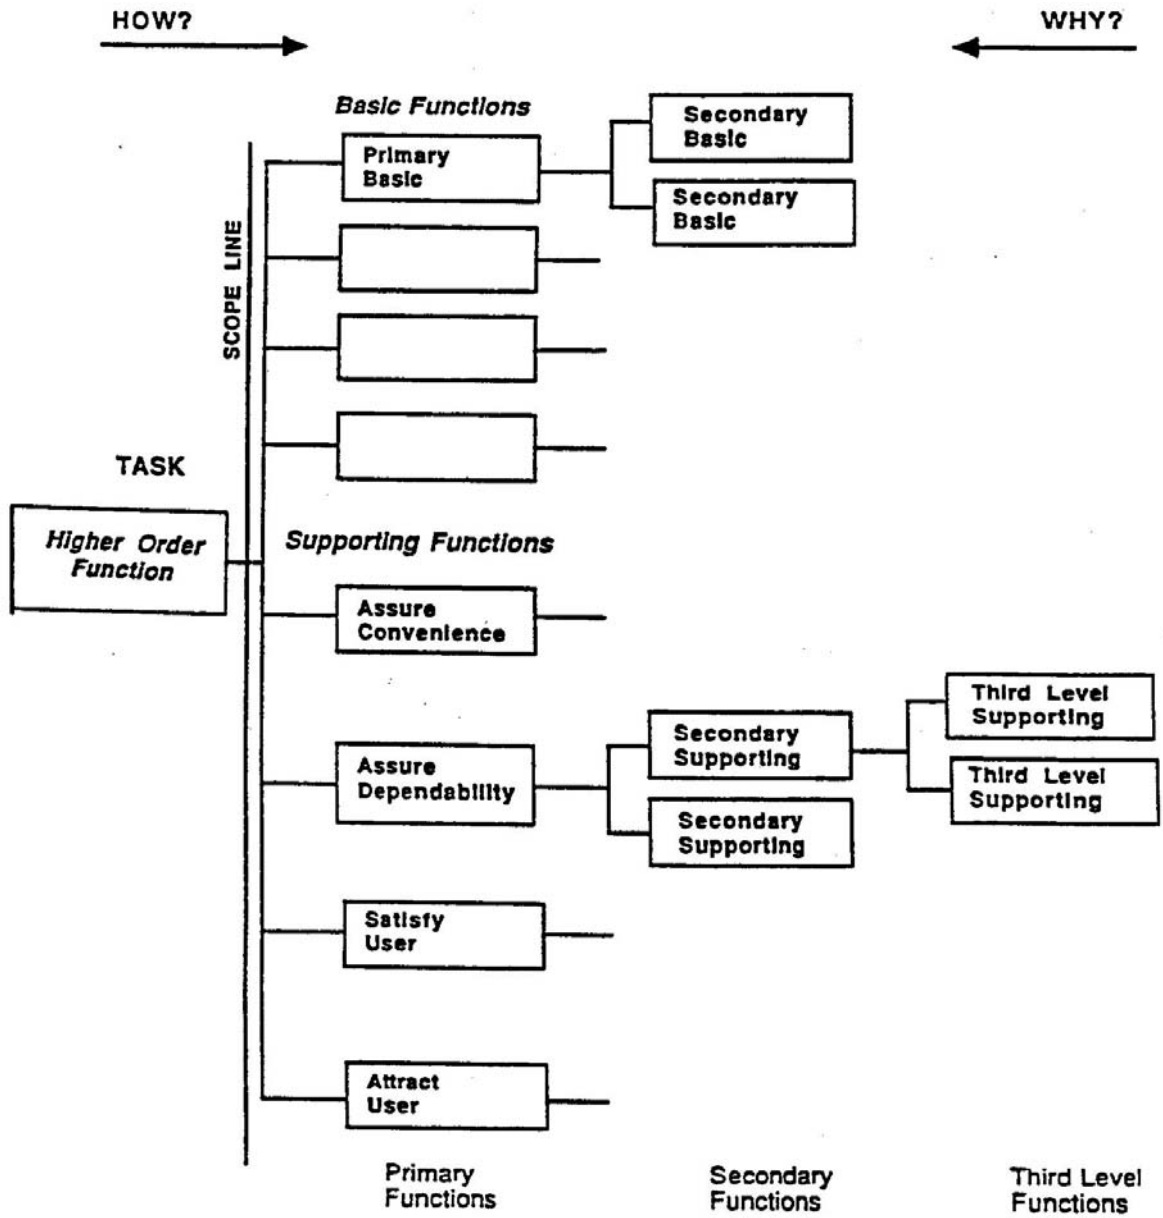 HOW?
WHY?
Basic Functions
Primary
Basic
Secondary
Basic
Secondary
Basic
SCOPE LINE
TASK
Higher Order
Function
Supporting Functions
Assure
Convenience
Assure
Dependability
Secondary
Supporting
Secondary
Supporting
Third Level
Supporting
Third Level
Supporting
Satisfy
User
Attract
User
Primary
Functions
Secondary
Functions
Third Level
Functions